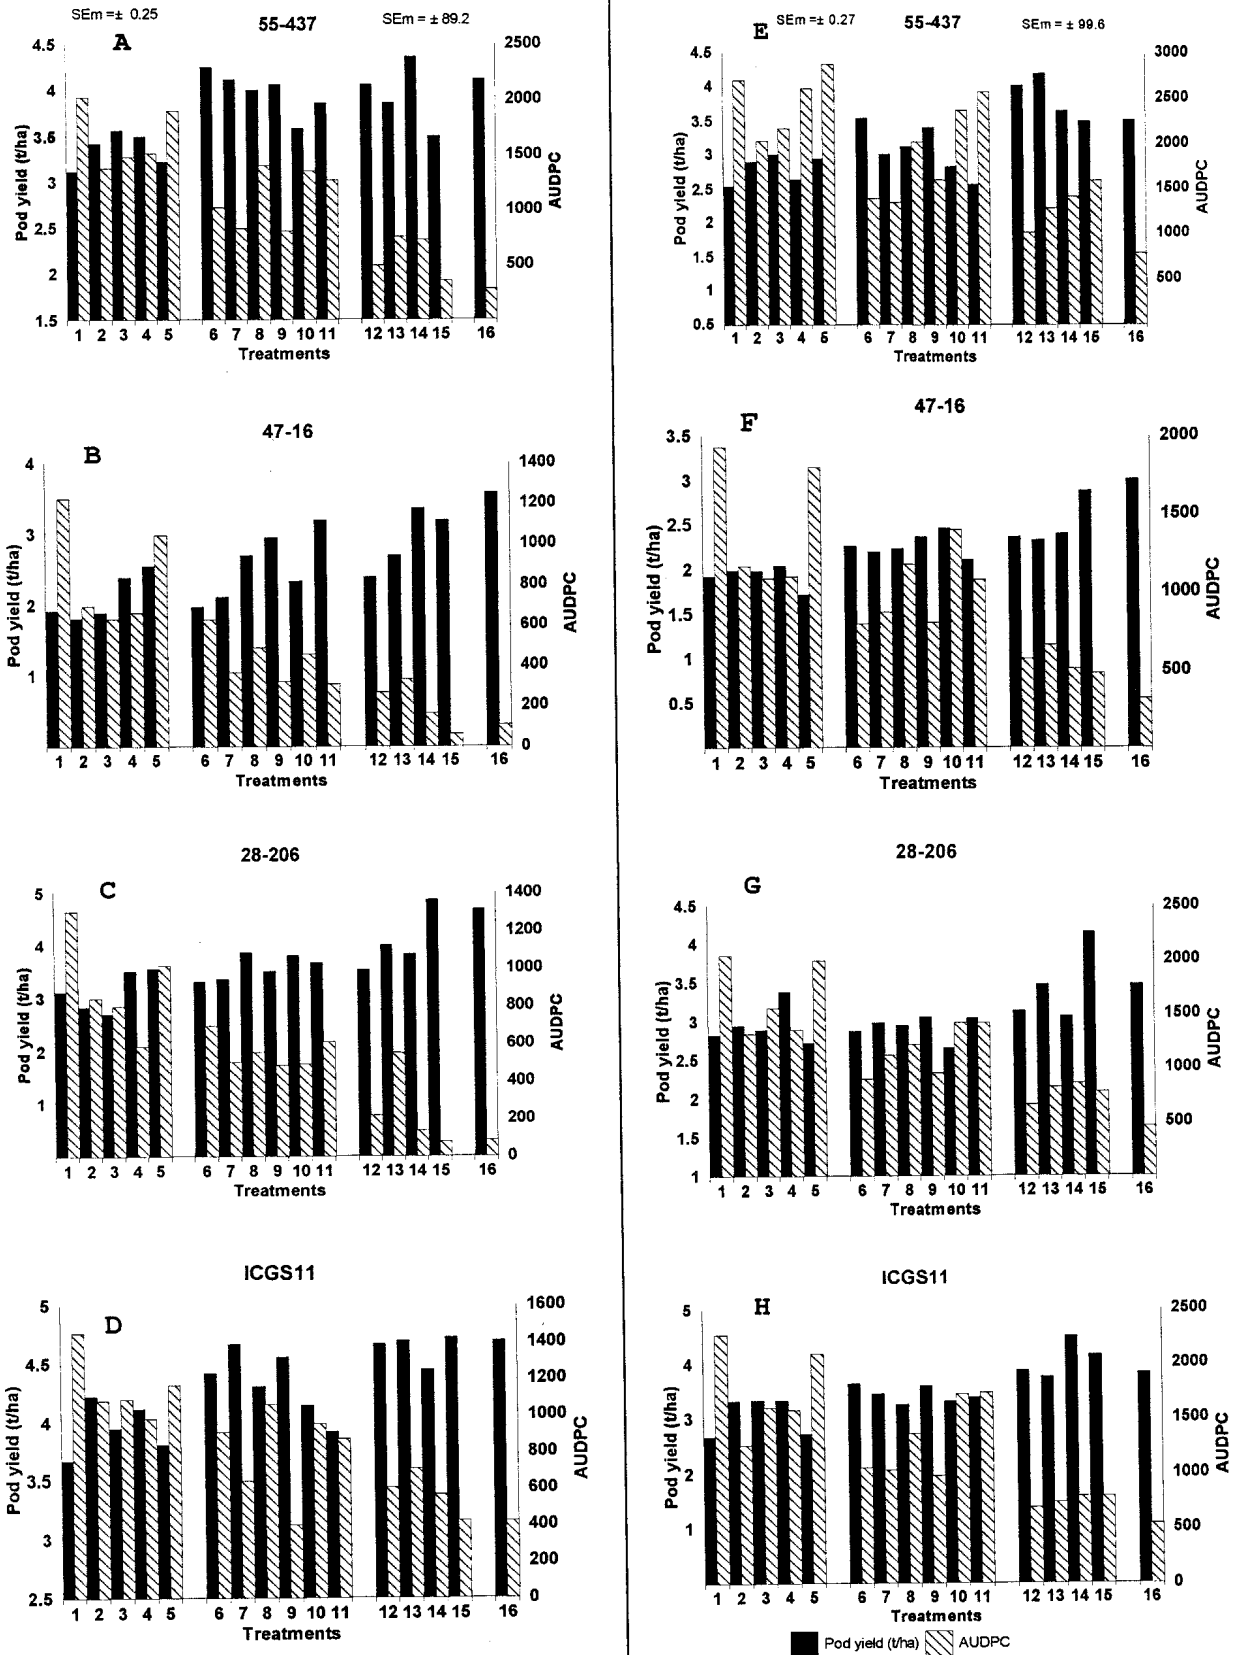 SEm =± 0.25
55-437
SEm = ± 89.2
A
4.5
4
3.5
3
2.5
2
1.5
Pod yield (t/ha)
2500
2000
1500
1000
500
AUDPC
1 2 3 4 5 6 7 8 9 10 11 12 13 14 15 16
Treatments
47-16
B
4
3
2
1
Pod yield (t/ha)
1400
1200
1000
800
600
400
200
0
AUDPC
1 2 3 4 5 6 7 8 9 10 11 12 13 14 15 16
Treatments
28-206
C
5
4
3
2
1
Pod yield (t/ha)
1400
1200
1000
800
600
400
200
0
AUDPC
1 2 3 4 5 6 7 8 9 10 11 12 13 14 15 16
Treatments
ICGS11
D
5
4.5
4
3.5
3
2.5
Pod yield (t/ha)
1600
1400
1200
1000
800
600
400
200
0
AUDPC
1 2 3 4 5 6 7 8 9 10 11 12 13 14 15 16
Treatments
E
SEm =± 0.27
55-437
SEm = ± 99.6
4.5
4
3.5
3
2.5
2
1.5
1
0.5
Pod yield (t/ha)
3000
2500
2000
1500
1000
500
AUDPC
1 2 3 4 5 6 7 8 9 10 11 12 13 14 15 16
Treatments
47-16
F
3.5
3
2.5
2
1.5
1
0.5
Pod yield (t/ha)
2000
1500
1000
500
AUDPC
1 2 3 4 5 6 7 8 9 10 11 12 13 14 15 16
Treatments
28-206
G
4.5
4
3.5
3
2.5
2
1.5
1
Pod yield (t/ha)
2500
2000
1500
1000
500
AUDPC
1 2 3 4 5 6 7 8 9 10 11 12 13 14 15 16
Treatments
ICGS11
H
5
4
3
2
1
Pod yield (t/ha)
2500
2000
1500
1000
500
0
AUDPC
1 2 3 4 5 6 7 8 9 10 11 12 13 14 15 16
Treatments
Pod yield (t/ha) AUDPC